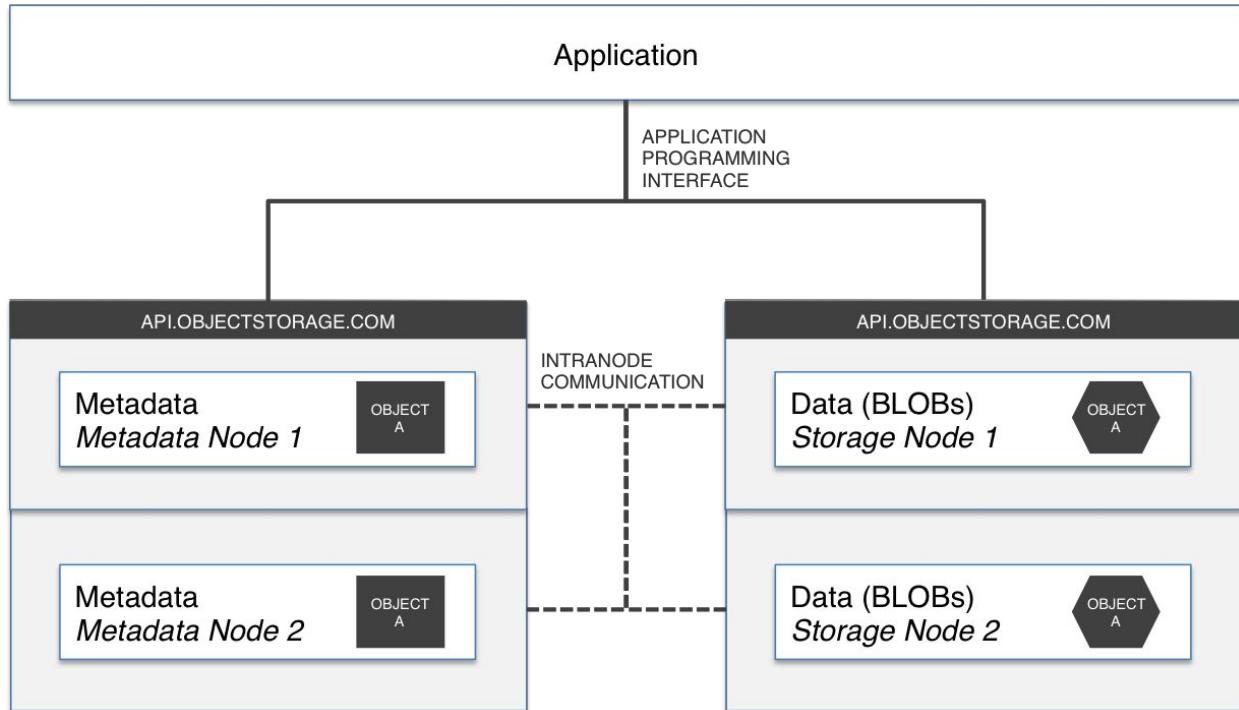 Application
APPLICATION
PROGRAMMING
INTERFACE
API.OBJECTSTORAGE.COM
API.OBJECTSTORAGE.COM
INTRANODE
COMMUNICATION
Metadata
Metadata Node 1
OBJECT
A
Data (BLOBs)
Storage Node 1
OBJECT
A
Metadata
Metadata Node 2
OBJECT
A
Data (BLOBs)
Storage Node 2
OBJECT
A